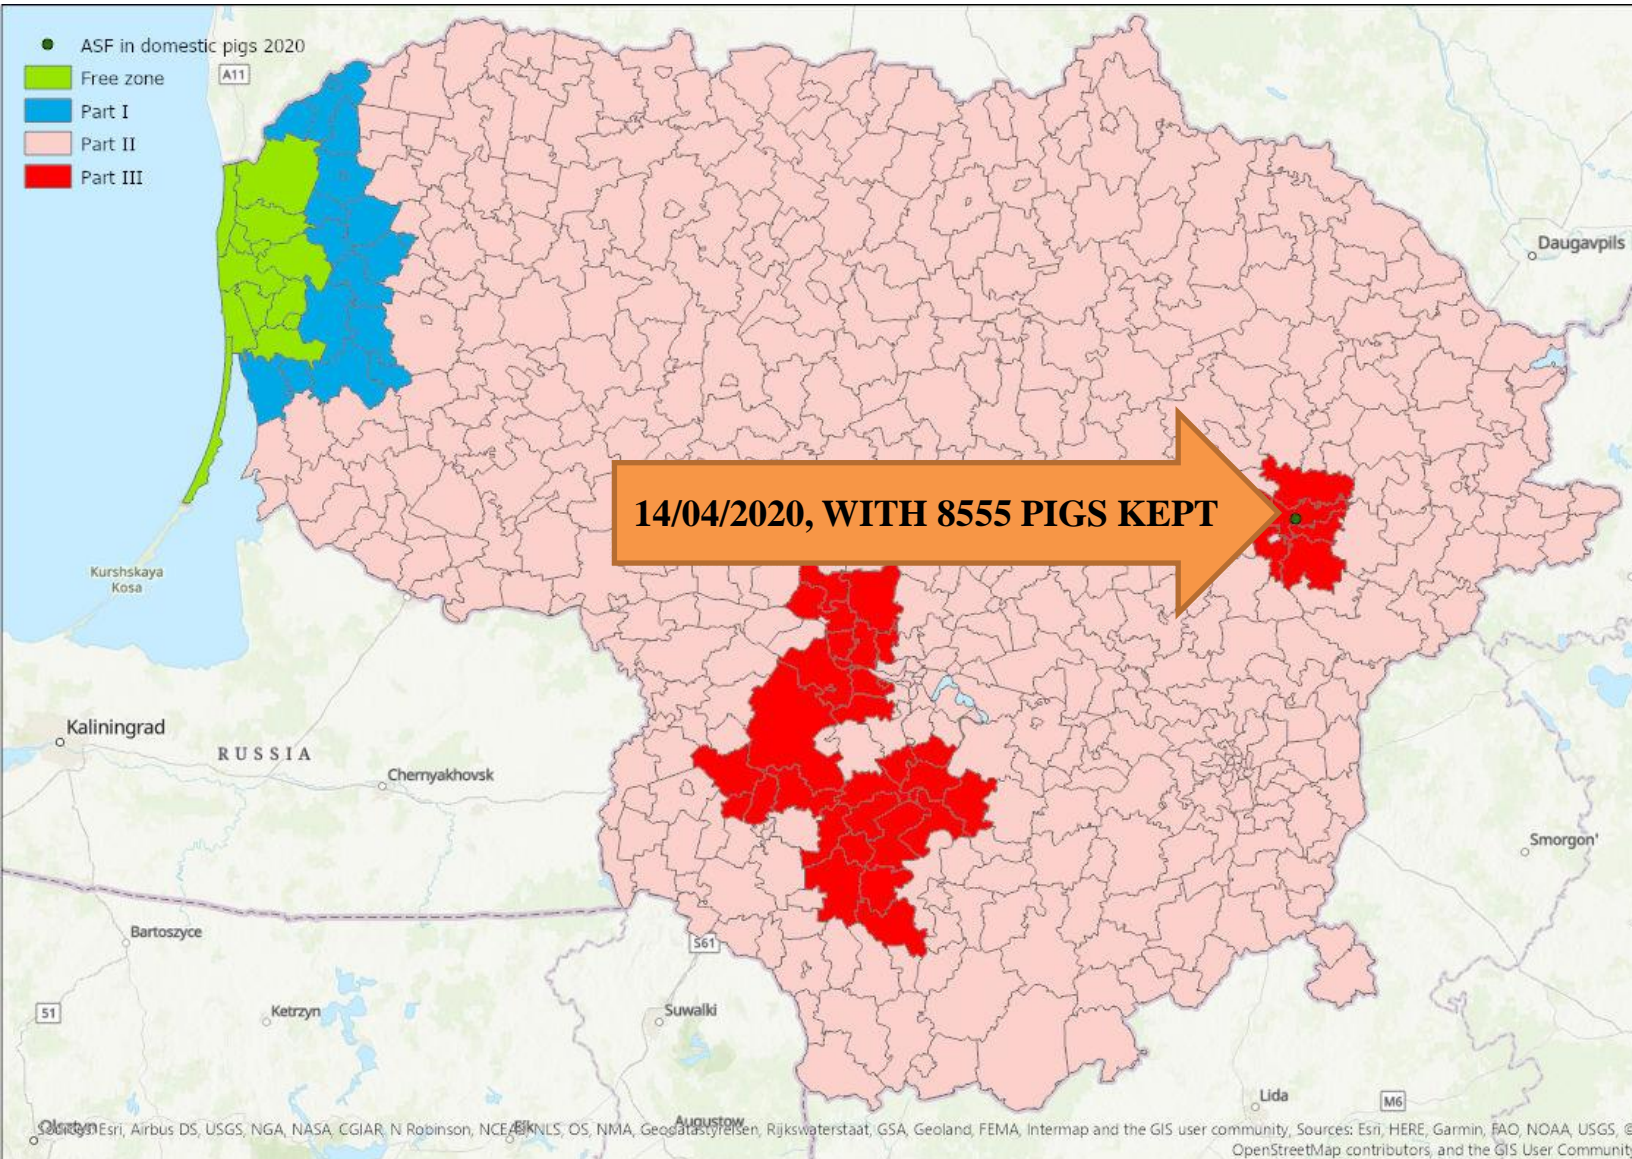 ASF in domestic pigs 2020
Free zone
A11
Part I
Part II
Part III
Daugavpils
14/04/2020, WITH 8555 PIGS KEPT
Kurshskaya
Kosa
Kaliningrad
RUSSIA
Chernyakhovsk
Smorgon'
Bartoszyce
S61
51
Ketrzyn
Suwalki
Lida
M6
Augustow
Esri, Airbus DS, USGS, NGA, NASA, CGIAR, N Robinson, NCEAS, NLS, OS, NMA, Geodatastyrelsen, Rijkswaterstaat, GSA, Geoland, FEMA, Intermap and the GIS user community, Sources: Esri, HERE, Garmin, FAO, NOAA, USGS, ©
OpenStreetMap contributors, and the GIS User Community